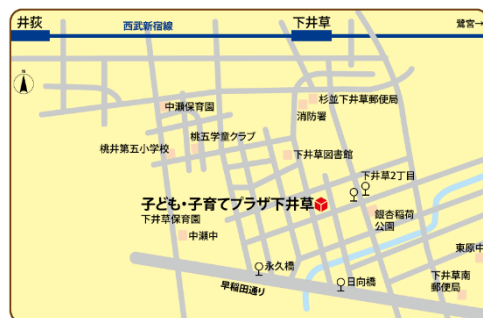 井荻
西武新宿線
下井草
鷺宮→
N
杉並下井草郵便局
中瀬保育園
消防署
桃五学童クラブ
桃井第五小学校
下井草図書館
下井草2丁目
子ども・子育てプラザ下井草
下井草保育園
銀杏稲荷
公園
中瀬中
東原中
永久橋
早稲田通り
日向橋
下井草南
郵便局